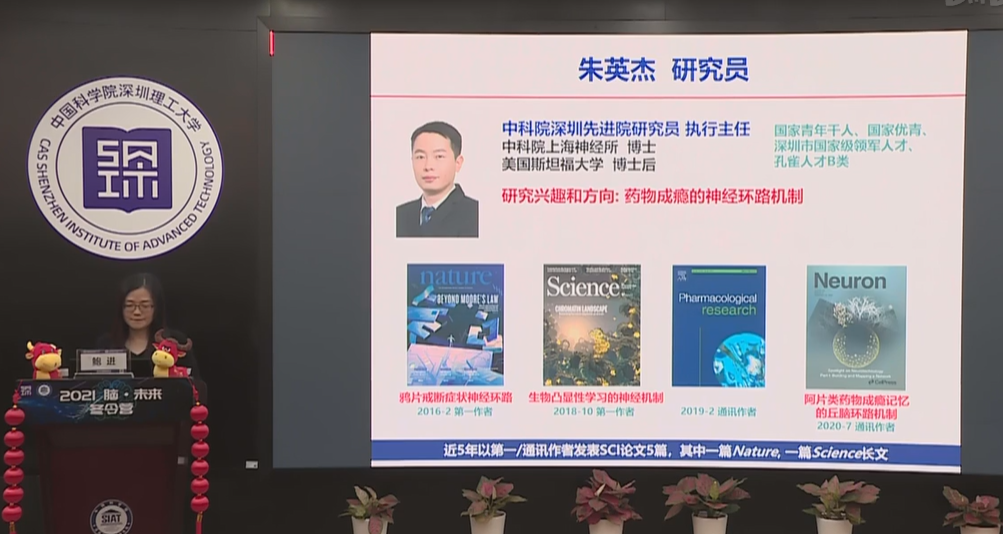 朱英杰 研究员
中科院深圳先进院研究员 执行主任
中科院上海神经所 博士
美国斯坦福大学 博士后
国家青年千人、国家优青、
深圳市国家级领军人才、
孔雀人才B类
研究兴趣和方向: 药物成瘾的神经环路机制
nature
BEYOND MOORE'S LAW
Science
CHROMATIN LANDSCAPE
Pharmacological
research
Neuron
CellPress
鸦片戒断症状神经环路
2016-2 第一作者
生物凸显性学习的神经机制
2018-10 第一作者
2019-2 通讯作者
阿片类药物成瘾记忆
的丘脑环路机制
2020-7 通讯作者
近5年以第一/通讯作者发表SCI论文5篇，其中一篇Nature, 一篇Science长文
中国科学院深圳理工大学
CAS SHENZHEN INSTITUTE OF ADVANCED TECHNOLOGY
鲍进
2021 脑·未来
冬令营
SIAT